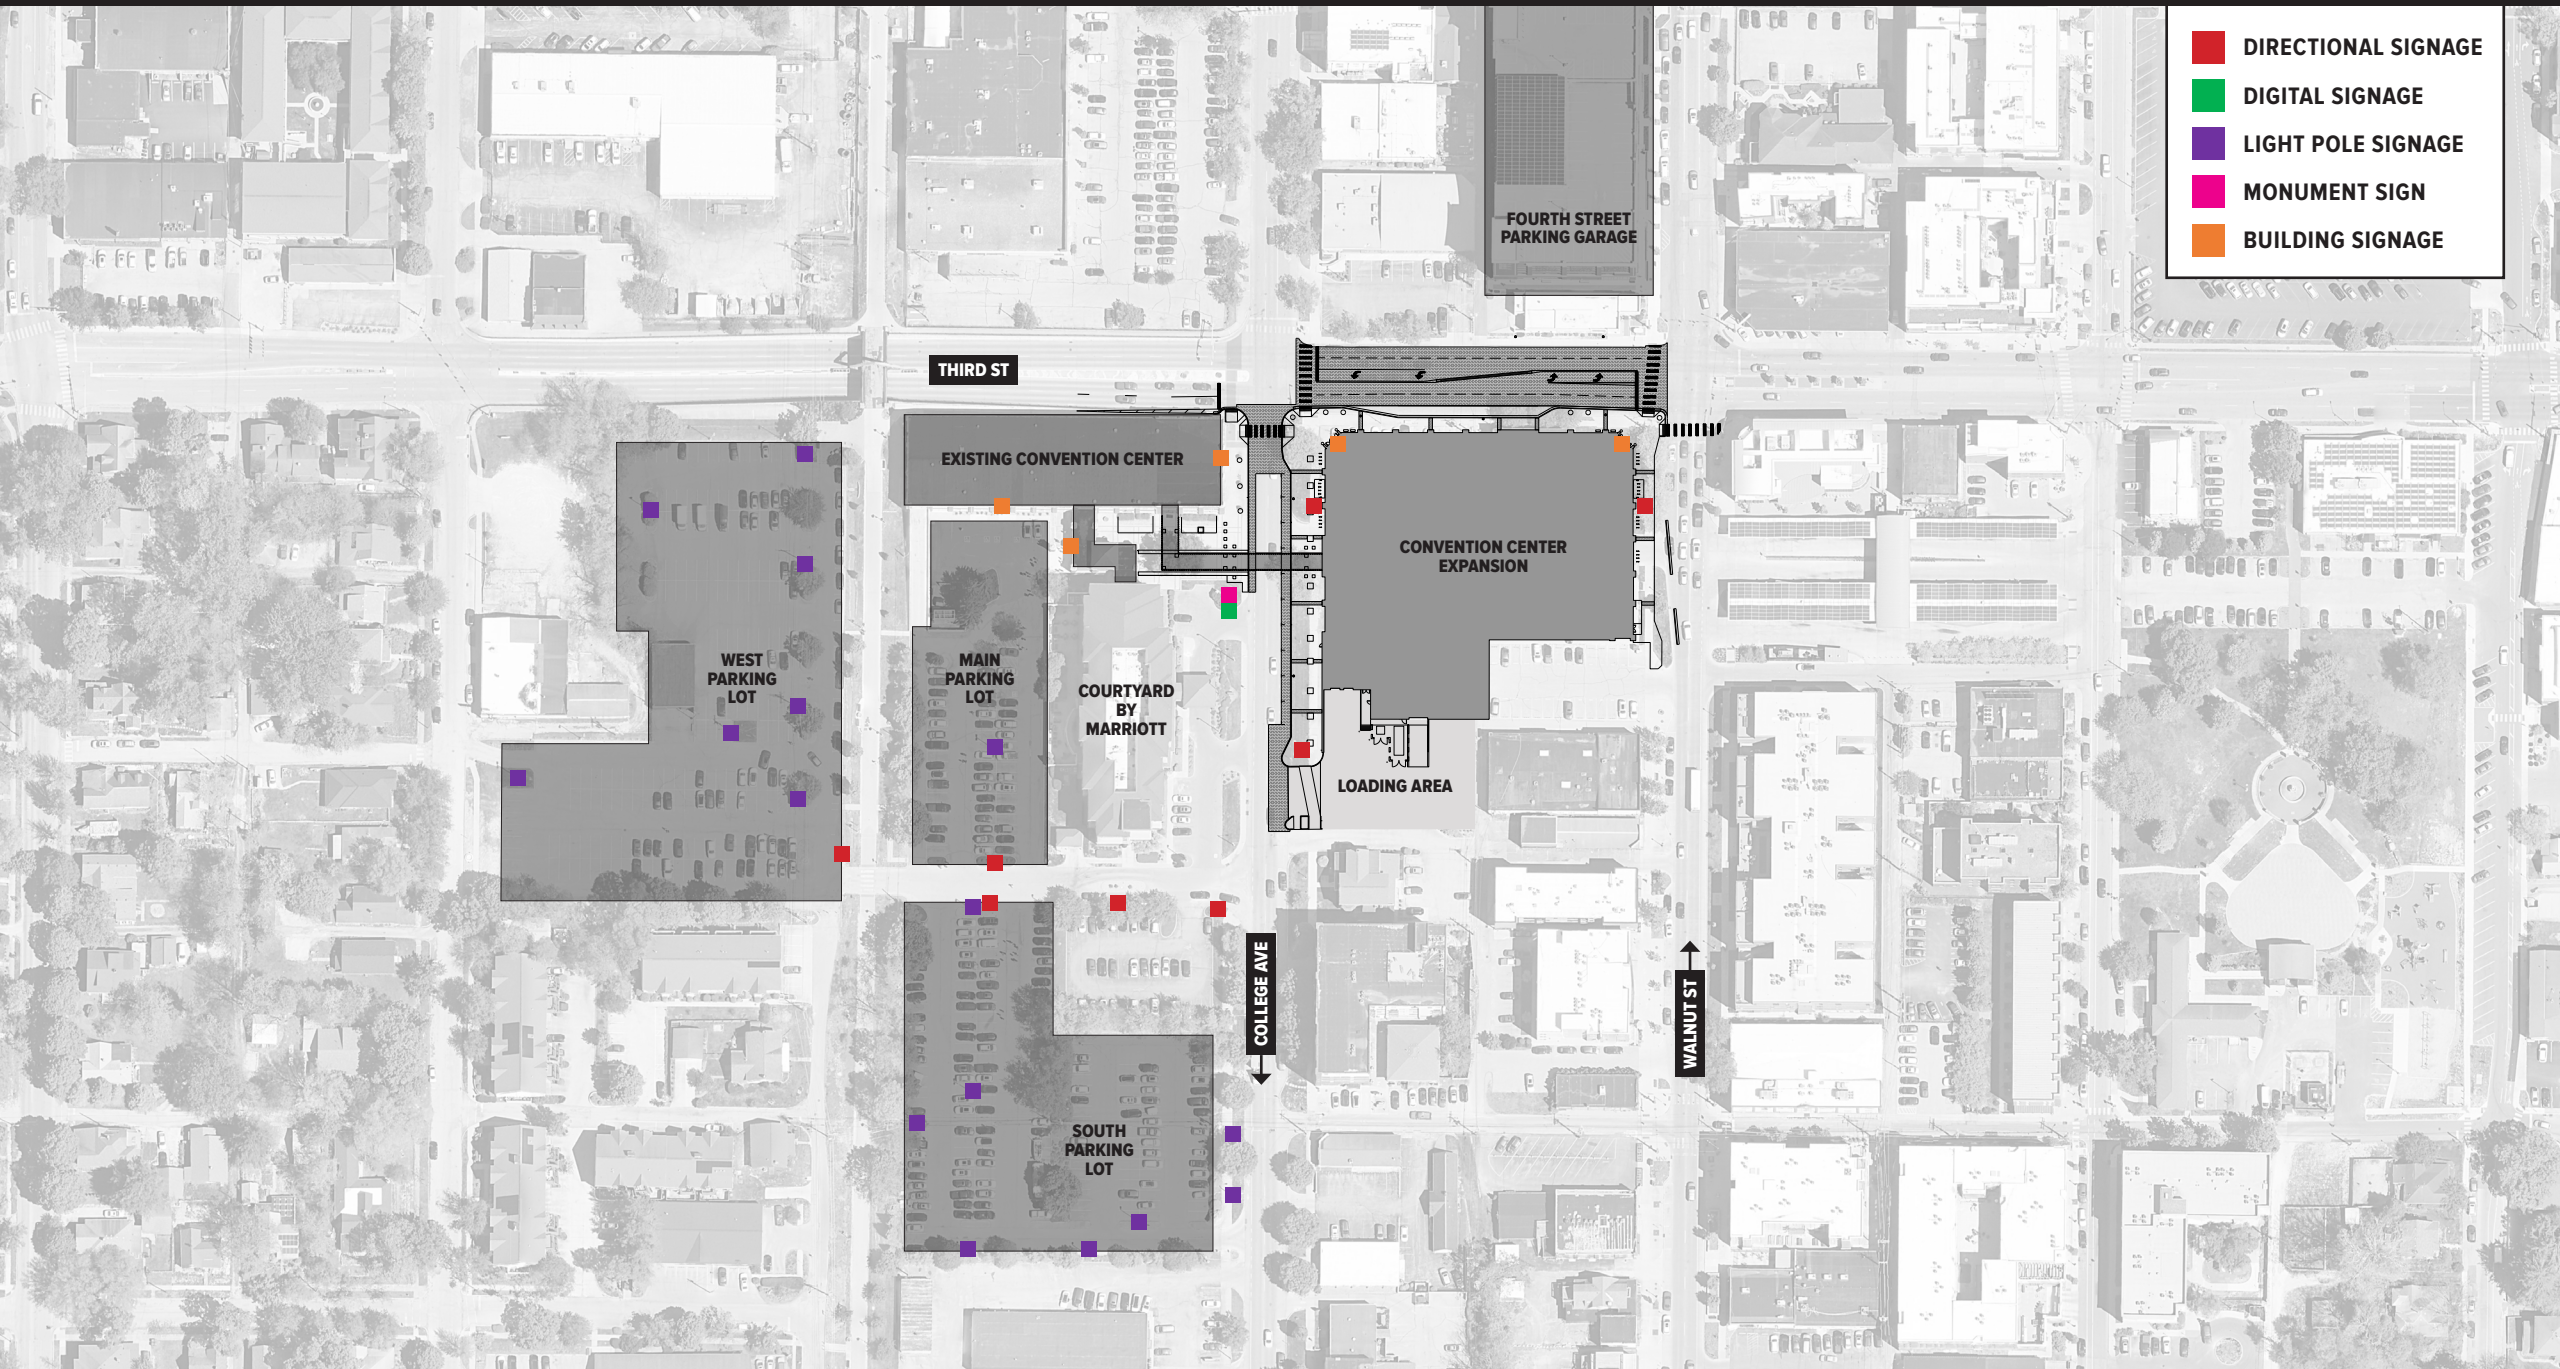 DIRECTIONAL SIGNAGE
DIGITAL SIGNAGE
LIGHT POLE SIGNAGE
MONUMENT SIGN
BUILDING SIGNAGE
FOURTH STREET
PARKING GARAGE
THIRD ST
EXISTING CONVENTION CENTER
CONVENTION CENTER
EXPANSION
WEST
PARKING
LOT
MAIN
PARKING
LOT
COURTYARD
BY
MARRIOTT
LOADING AREA
COLLEGE AVE
WALNUT ST
SOUTH
PARKING
LOT